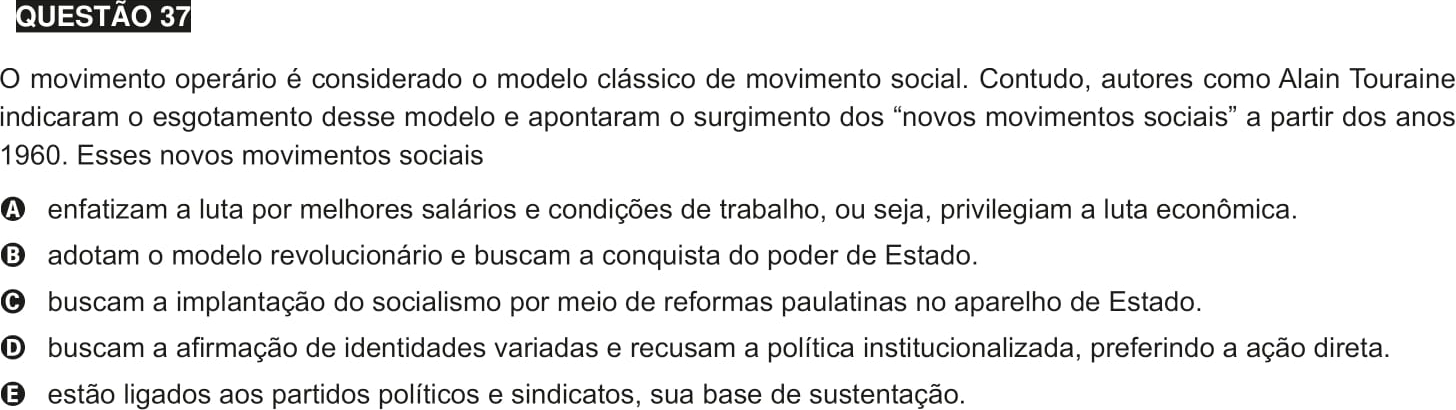 QUESTÃO 37
O movimento operário é considerado o modelo clássico de movimento social. Contudo, autores como Alain Touraine
indicaram o esgotamento desse modelo e apontaram o surgimento dos “novos movimentos sociais” a partir dos anos
1960. Esses novos movimentos sociais
A enfatizam a luta por melhores salários e condições de trabalho, ou seja, privilegiam a luta econômica.
B adotam o modelo revolucionário e buscam a conquista do poder de Estado.
C buscam a implantação do socialismo por meio de reformas paulatinas no aparelho de Estado.
D buscam a afirmação de identidades variadas e recusam a política institucionalizada, preferindo a ação direta.
E estão ligados aos partidos políticos e sindicatos, sua base de sustentação.